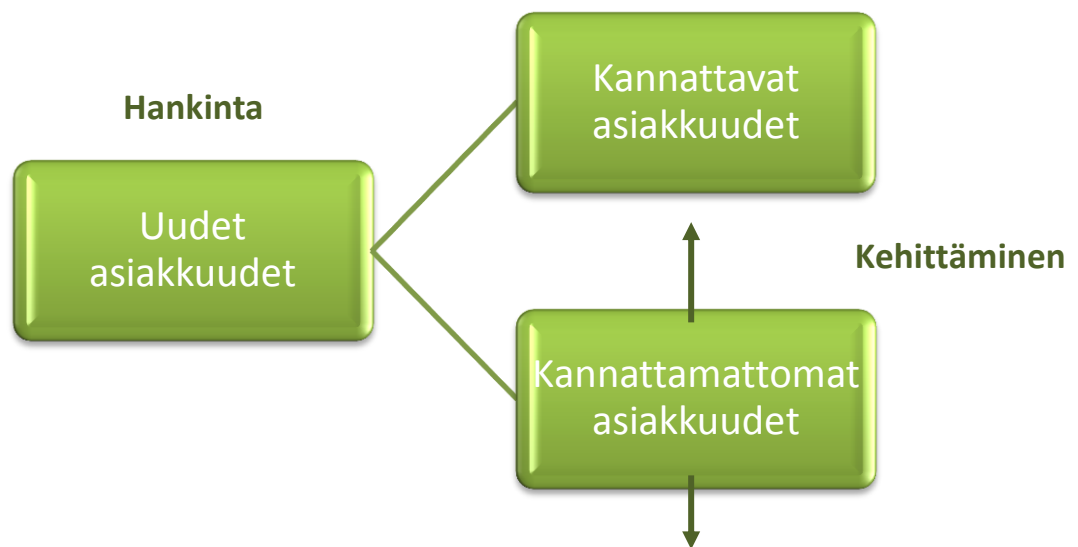 Hankinta
Uudet
asiakkuudet
Kannattavat
asiakkuudet
Kehittäminen
Kannattamattomat
asiakkuudet